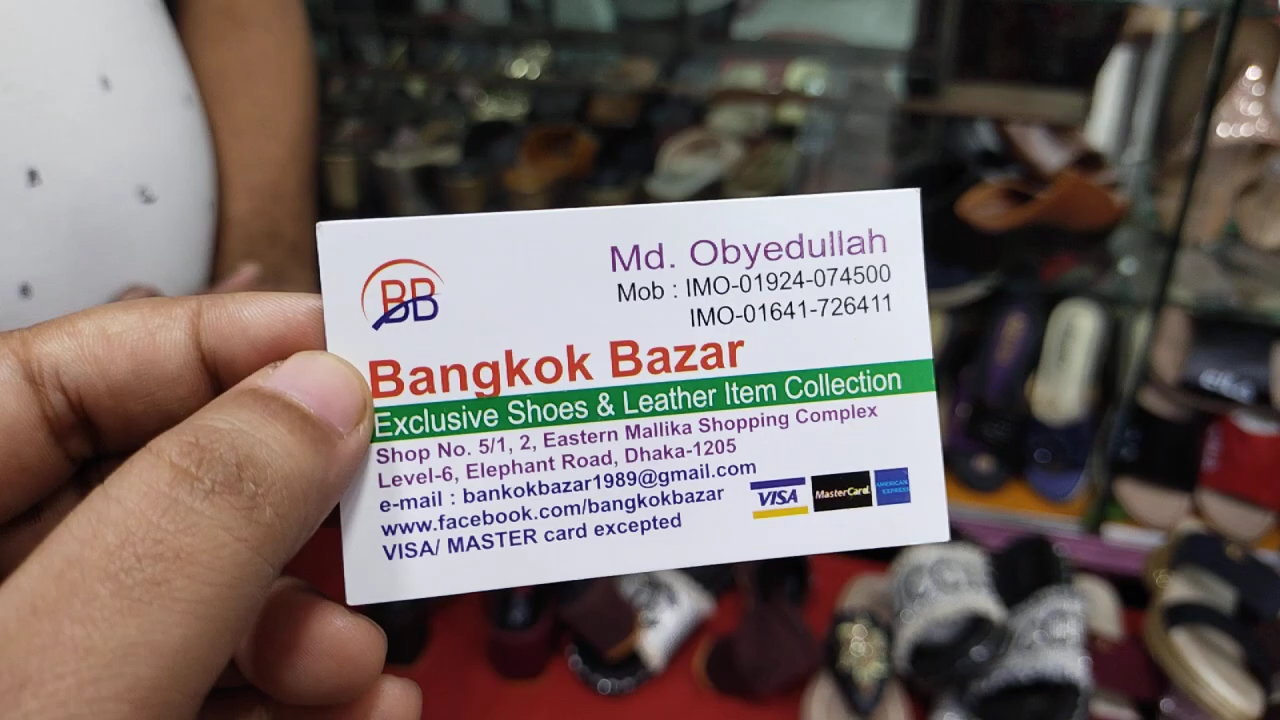 BB
Md. Obyedullah
Mob : IMO-01924-074500
IMO-01641-726411
Bangkok Bazar
Exclusive Shoes & Leather Item Collection
Shop No. 5/1, 2, Eastern Mallika Shopping Complex
Level-6, Elephant Road, Dhaka-1205
e-mail : bankokbazar1989@gmail.com
www.facebook.com/bangkokbazar
VISA/ MASTER card excepted
VISA
MasterCard
AMERICAN
EXPRESS